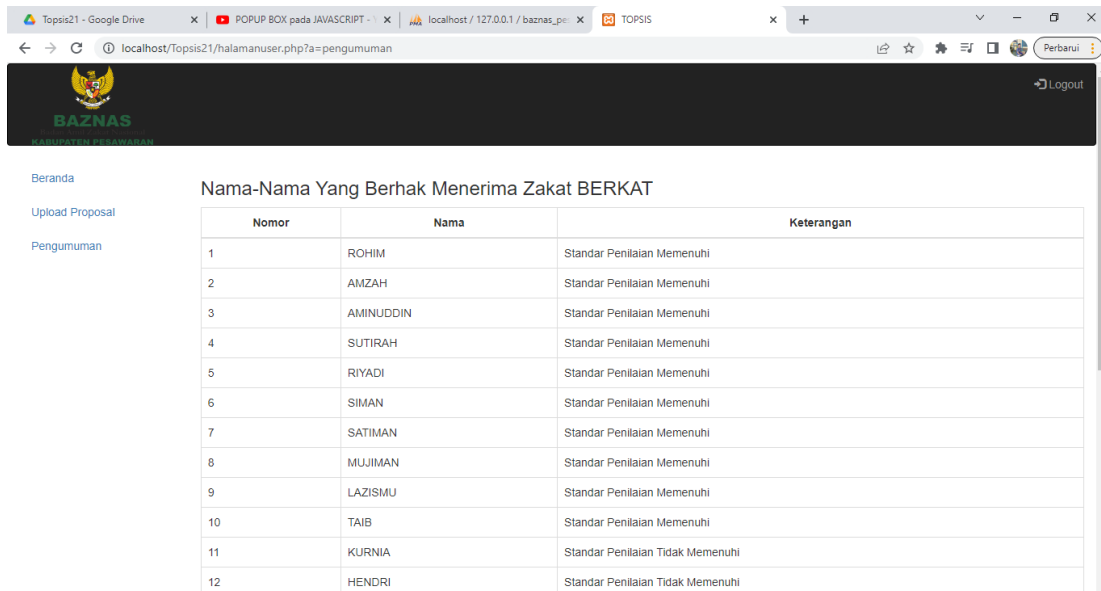 Topsis21 - Google Drive
POPUP BOX pada JAVASCRIPT -
localhost / 127.0.0.1 / baznas_pe
TOPSIS
localhost/Topsis21/halamanuser.php?a=pengumuman
Perbarui
BAZNAS
KABUPATEN PESAWARAN
Logout
Beranda
Upload Proposal
Pengumuman
Nama-Nama Yang Berhak Menerima Zakat BERKAT
Nomor Nama Keterangan
1 ROHIM Standar Penilaian Memenuhi
2 AMZAH Standar Penilaian Memenuhi
3 AMINUDDIN Standar Penilaian Memenuhi
4 SUTIRAH Standar Penilaian Memenuhi
5 RIYADI Standar Penilaian Memenuhi
6 SIMAN Standar Penilaian Memenuhi
7 SATIMAN Standar Penilaian Memenuhi
8 MUJIMAN Standar Penilaian Memenuhi
9 LAZISMU Standar Penilaian Memenuhi
10 TAIB Standar Penilaian Memenuhi
11 KURNIA Standar Penilaian Tidak Memenuhi
12 HENDRI Standar Penilaian Tidak Memenuhi